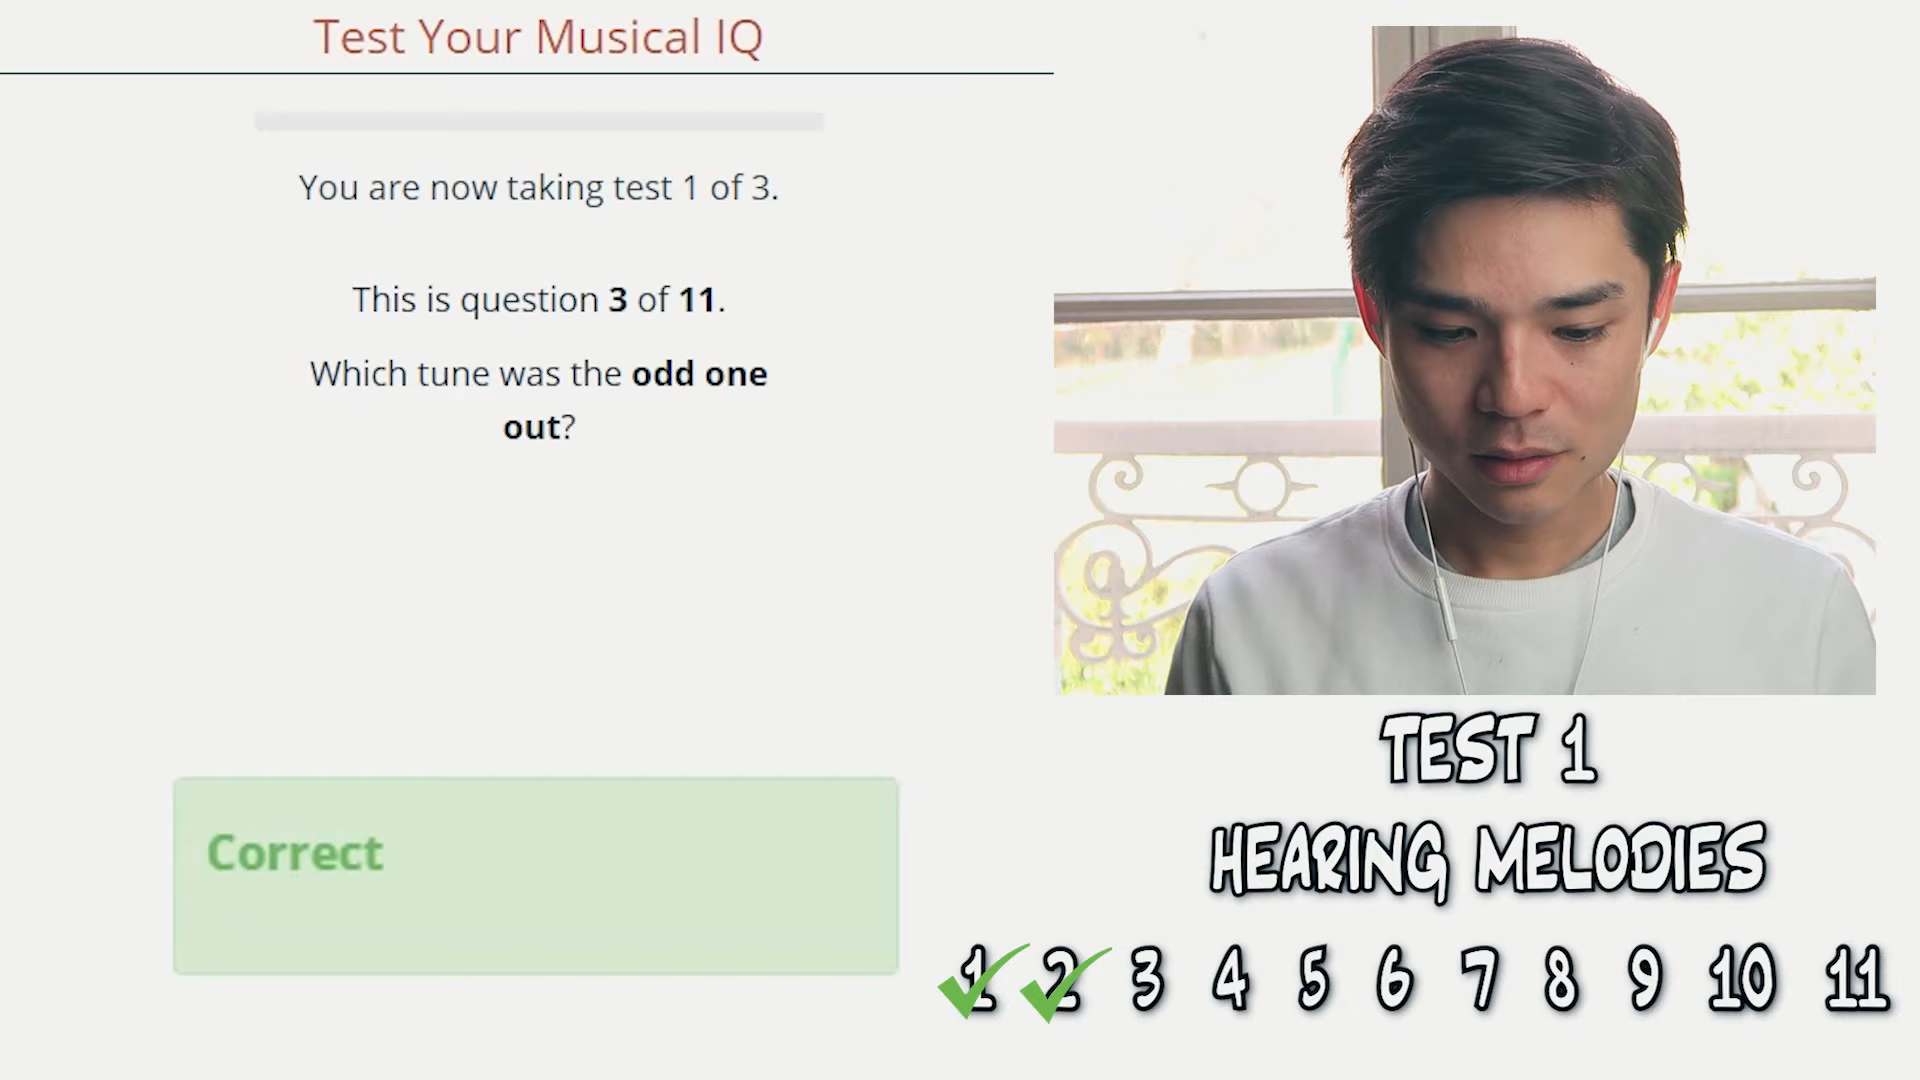 Test Your Musical IQ
You are now taking test 1 of 3.
This is question 3 of 11.
Which tune was the odd one
out?
Correct
TEST 1
HEARING MELODIES
1 2 3 4 5 6 7 8 9 10 11